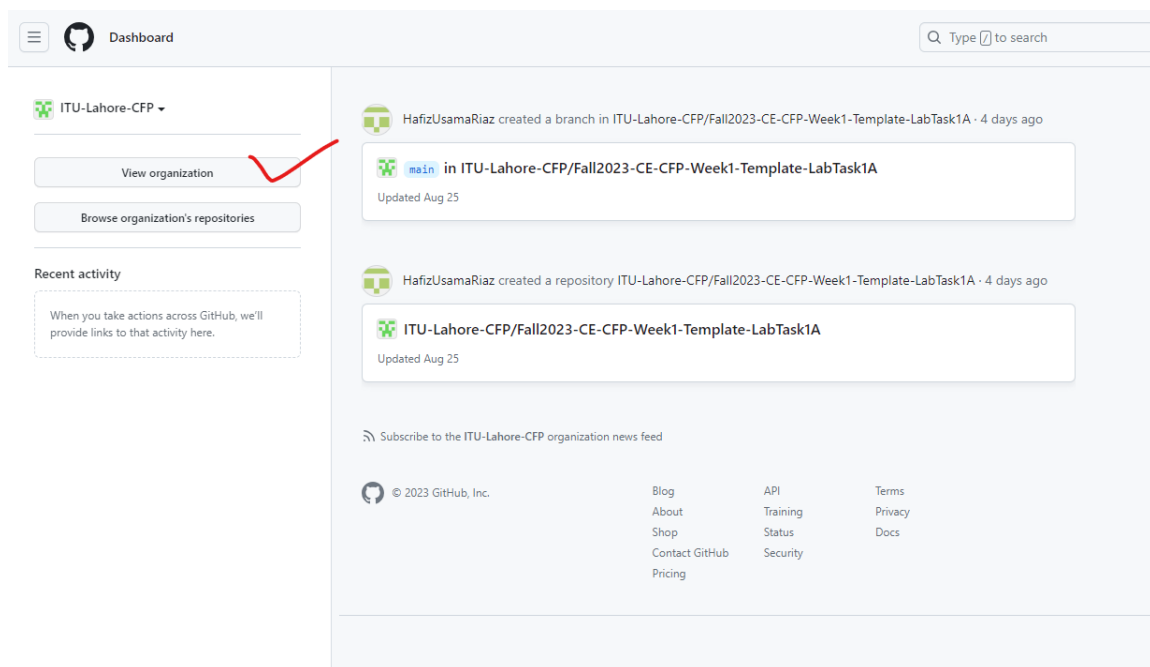 Dashboard
Type / to search
ITU-Lahore-CFP
View organization
Browse organization's repositories
Recent activity
When you take actions across GitHub, we'll
provide links to that activity here.
HafizUsamaRiaz created a branch in ITU-Lahore-CFP/Fall2023-CE-CFP-Week1-Template-LabTask1A · 4 days ago
main in ITU-Lahore-CFP/Fall2023-CE-CFP-Week1-Template-LabTask1A
Updated Aug 25
HafizUsamaRiaz created a repository ITU-Lahore-CFP/Fall2023-CE-CFP-Week1-Template-LabTask1A · 4 days ago
ITU-Lahore-CFP/Fall2023-CE-CFP-Week1-Template-LabTask1A
Updated Aug 25
Subscribe to the ITU-Lahore-CFP organization news feed
© 2023 GitHub, Inc.
Blog
About
Shop
Contact GitHub
Pricing
API
Training
Status
Security
Terms
Privacy
Docs